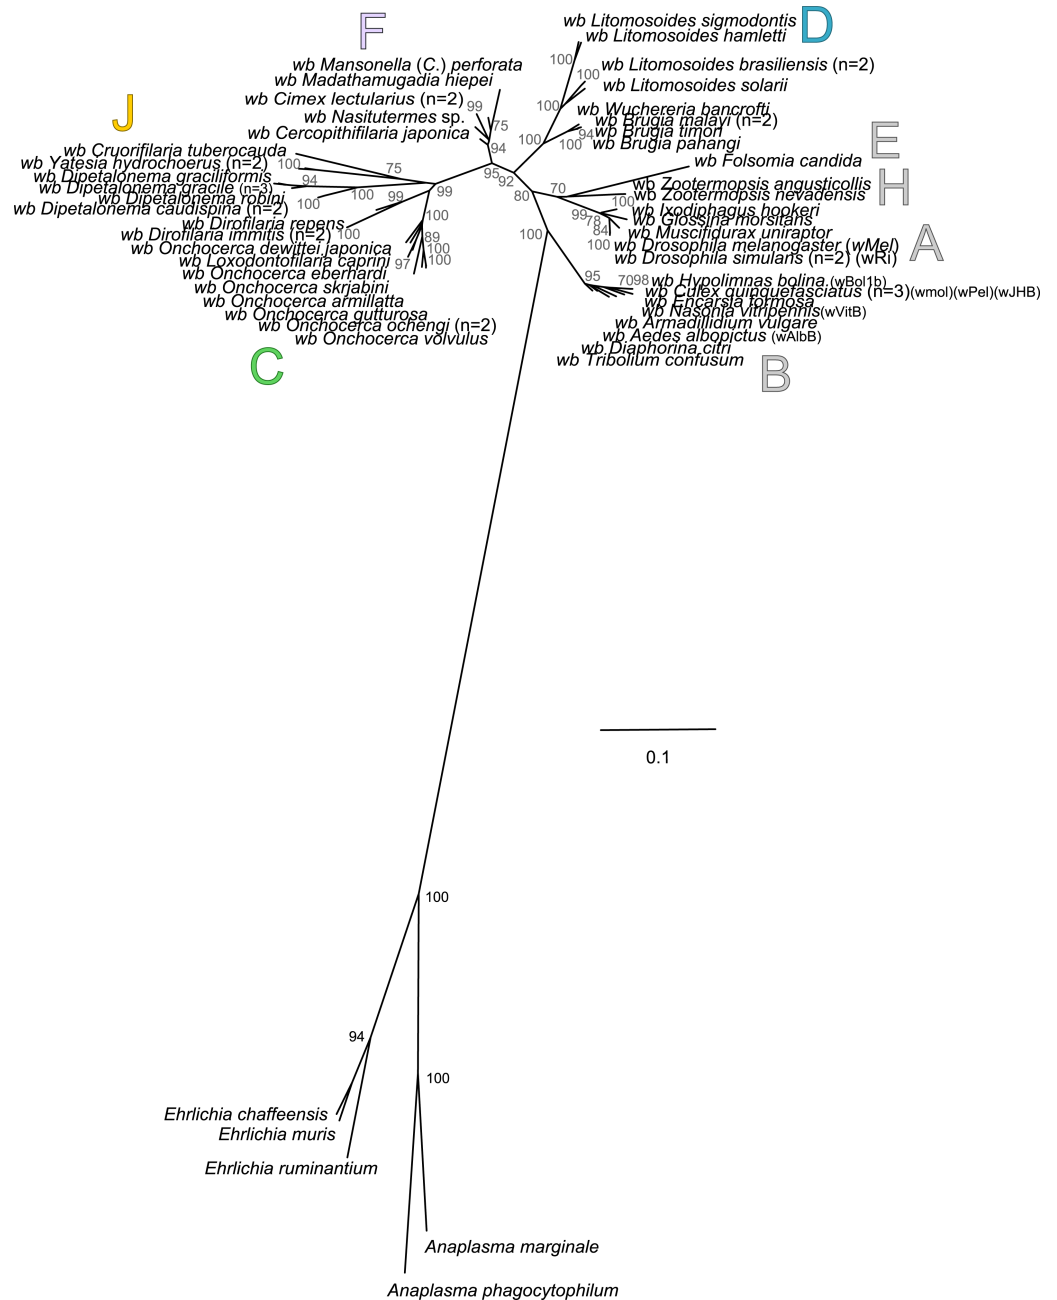 F
wb Mansonella (C.) perforata
wb Madathamugadia hiepei
wb Cimex lectularius (n=2)
wb Nasitutermes sp.
wb Cercopithifilaria japonica
99
75
94
95
92
D
wb Litomosoides sigmodontis
wb Litomosoides hamletti
wb Litomosoides brasiliensis (n=2)
wb Litomosoides solarii
wb Wuchereria bancrofti
wb Brugia malayi (n=2)
wb Brugia timori
wb Brugia pahangi
100
100
100
100
94
100
J
wb Cruorifilaria tuberocauda
wb Yatesia hydrochoerus (n=2)
wb Dipetalonema graciliformis
wb Dipetalonema gracile (n=3)
wb Dipetalonema robini
wb Dipetalonema caudispina (n=2)
100
75
94
100
100
99
99
wb Dirofilaria repens
wb Dirofilaria immitis (n=2)
wb Onchocerca dewittei japonica
wb Loxodontofilaria caprini
wb Onchocerca eberhardi
wb Onchocerca skrjabini
wb Onchocerca armillatta
wb Onchocerca gutturosa
wb Onchocerca ochengi (n=2)
wb Onchocerca volvulus
100
100
89
100
100
97
C
E
wb Folsomia candida
H
wb Zootermopsis angusticollis
wb Zootermopsis nevadensis
wb Ixodiphagus hookeri
wb Glossina morsitans
wb Muscifidurax uniraptor
wb Drosophila melanogaster (wMel)
wb Drosophila simularis (n=2) (wRi)
A
80
70
100
99
78
84
100
100
wb Hypolimnas bolina (wBol1b)
wb Culex quinquefasciatus (n=3)(wmol)(wPel)(wJHB)
wb Encarsia formosa
wb Nasonia vitripennis(wVitB)
wb Armadillidium vulgare
wb Aedes albopictus (wAlbB)
wb Diaphorina citri
wb Tribolium confusum
95
70
98
B
0.1
100
94
100
Ehrlichia chaffeensis
Ehrlichia muris
Ehrlichia ruminantium
Anaplasma marginale
Anaplasma phagocytophilum